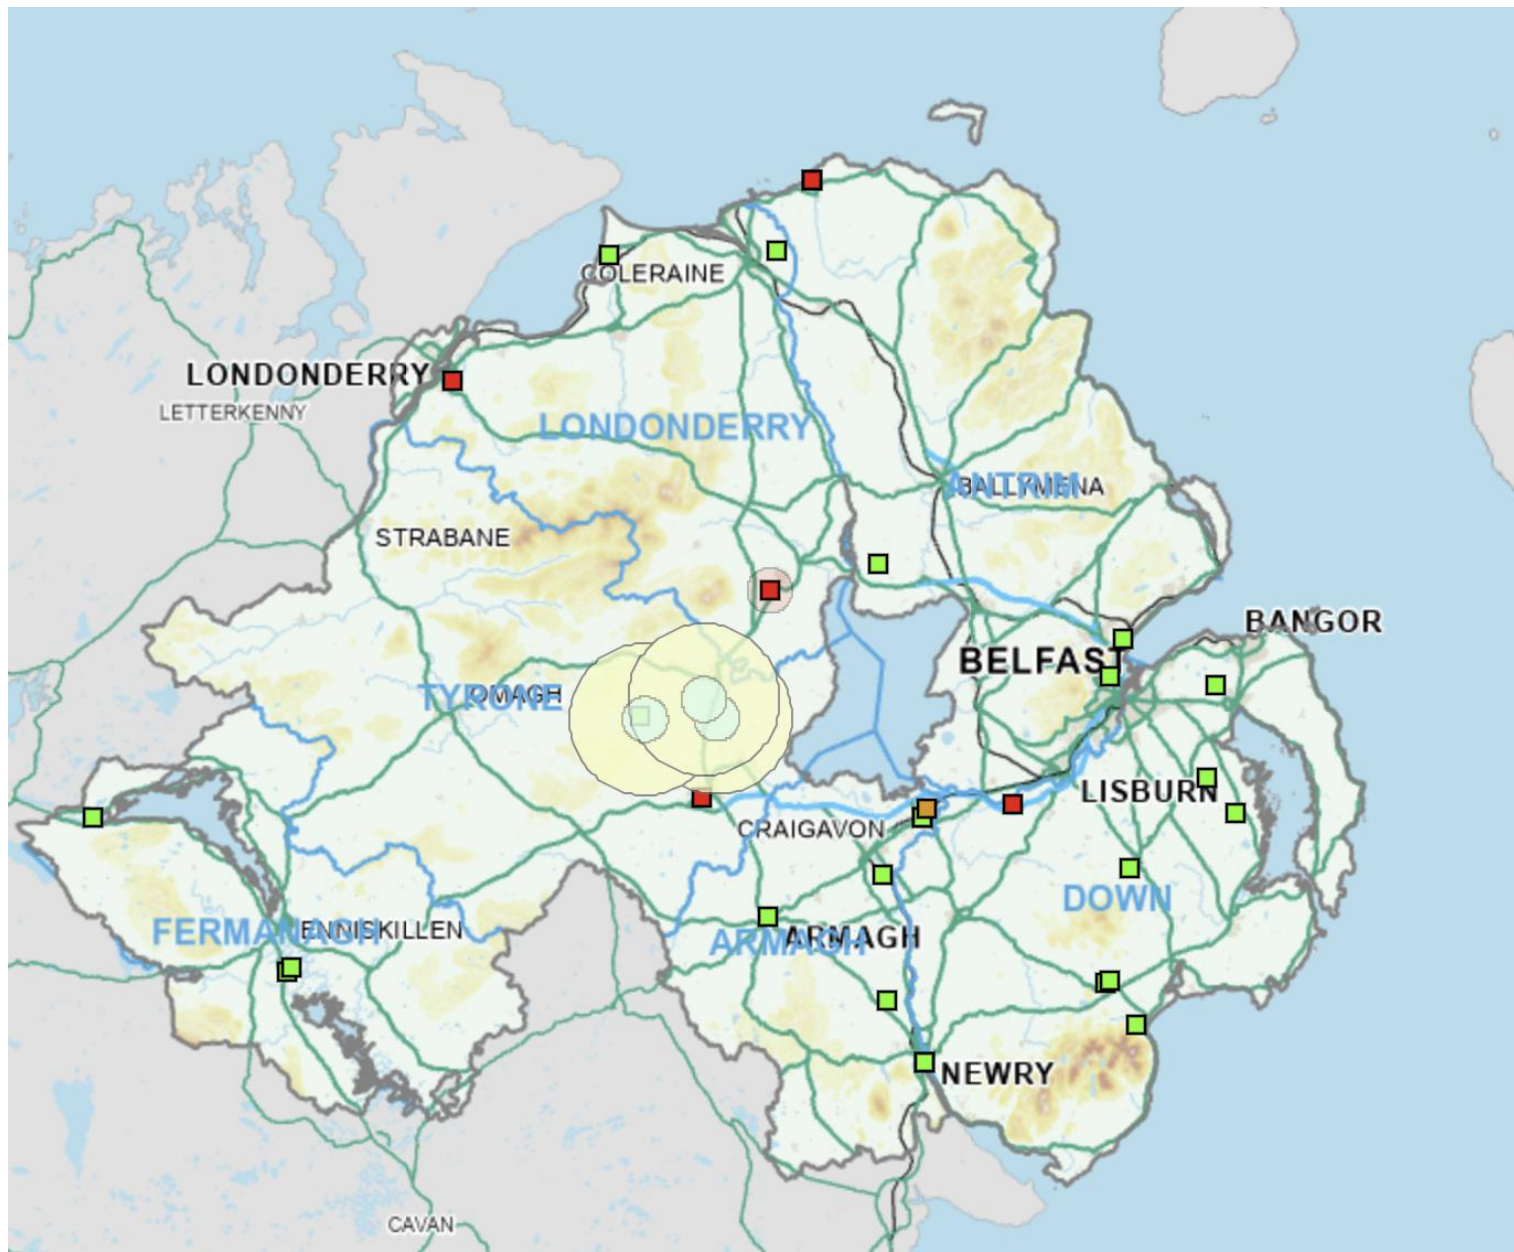 COLERAINE
LONDONDERRY
LETTERKENNY
LONDONDERRY
ANTRIM
BALLYMENA
STRABANE
BANGOR
BELFAST
TYRONE
OMAGH
LISBURN
CRAIGAVON
DOWN
FERMANAGH
ENNISKILLEN
ARMAGH
ARMAGH
NEWRY
CAVAN